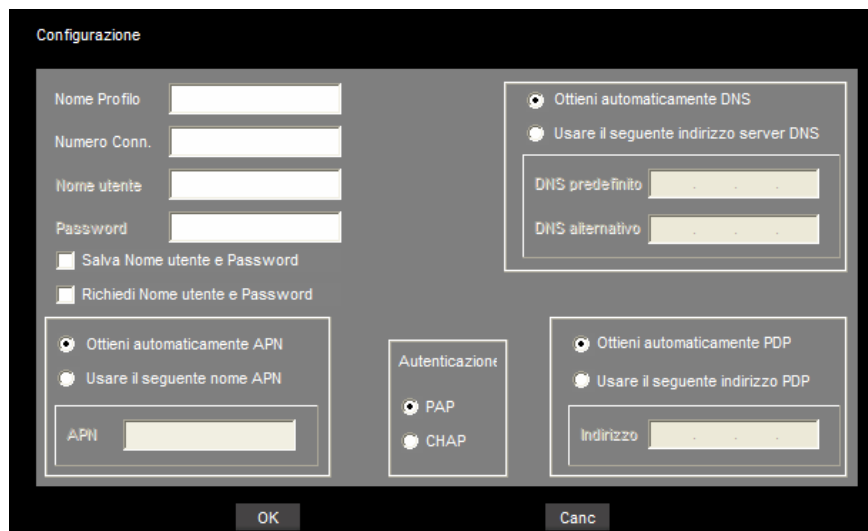 Configurazione
Nome Profilo
Numero Conn.
Nome utente
Password
Salva Nome utente e Password
Richiedi Nome utente e Password
Ottieni automaticamente DNS
Usare il seguente indirizzo server DNS
DNS predefinito
DNS alternativo
Ottieni automaticamente APN
Usare il seguente nome APN
APN
Autenticazione
PAP
CHAP
Ottieni automaticamente PDP
Usare il seguente indirizzo PDP
Indirizzo
OK
Canc